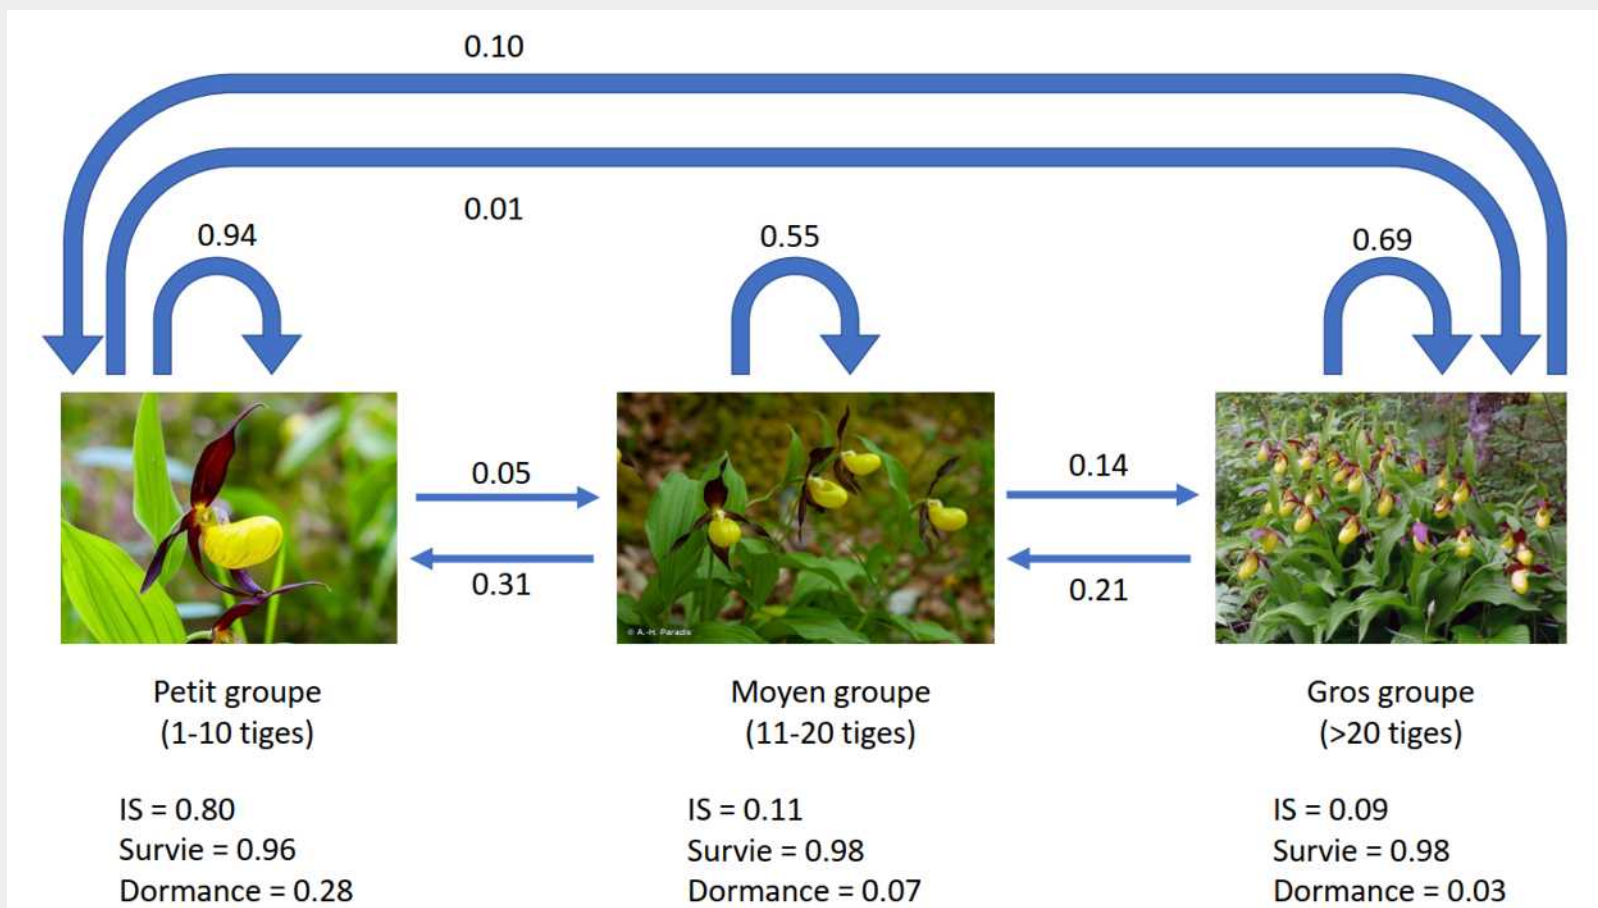 0.10
0.01
0.94
0.55
0.69
0.05
0.14
0.31
0.21
© A.-H. Paradis
Petit groupe
(1-10 tiges)
Moyen groupe
(11-20 tiges)
Gros groupe
(>20 tiges)
IS = 0.80
Survie = 0.96
Dormance = 0.28
IS = 0.11
Survie = 0.98
Dormance = 0.07
IS = 0.09
Survie = 0.98
Dormance = 0.03